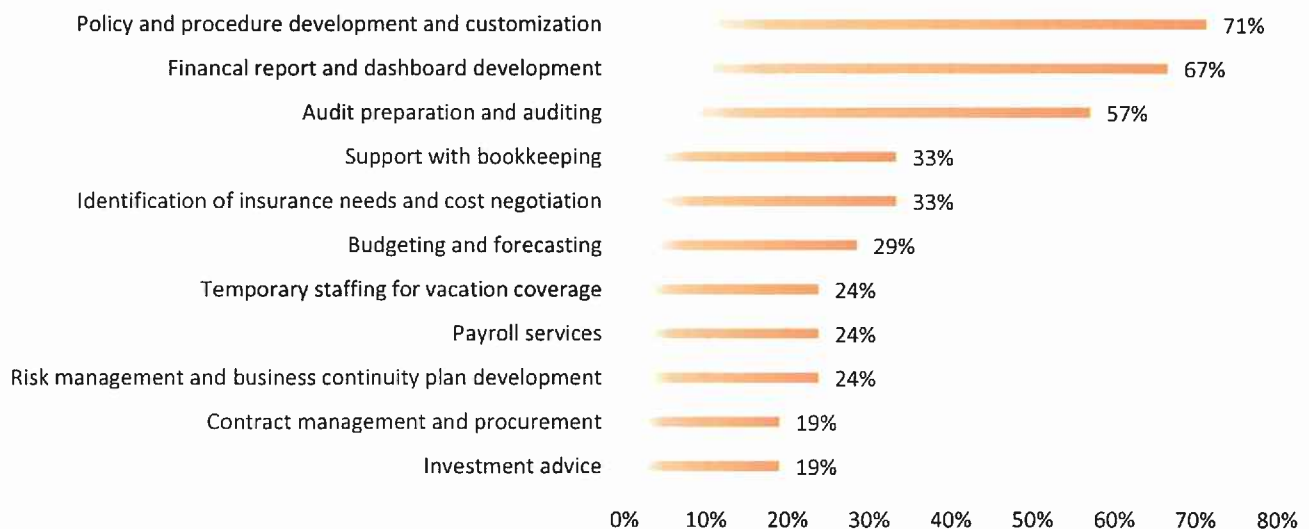 Policy and procedure development and customization 71%
Financal report and dashboard development 67%
Audit preparation and auditing 57%
Support with bookkeeping 33%
Identification of insurance needs and cost negotiation 33%
Budgeting and forecasting 29%
Temporary staffing for vacation coverage 24%
Payroll services 24%
Risk management and business continuity plan development 24%
Contract management and procurement 19%
Investment advice 19%
0% 10% 20% 30% 40% 50% 60% 70% 80%